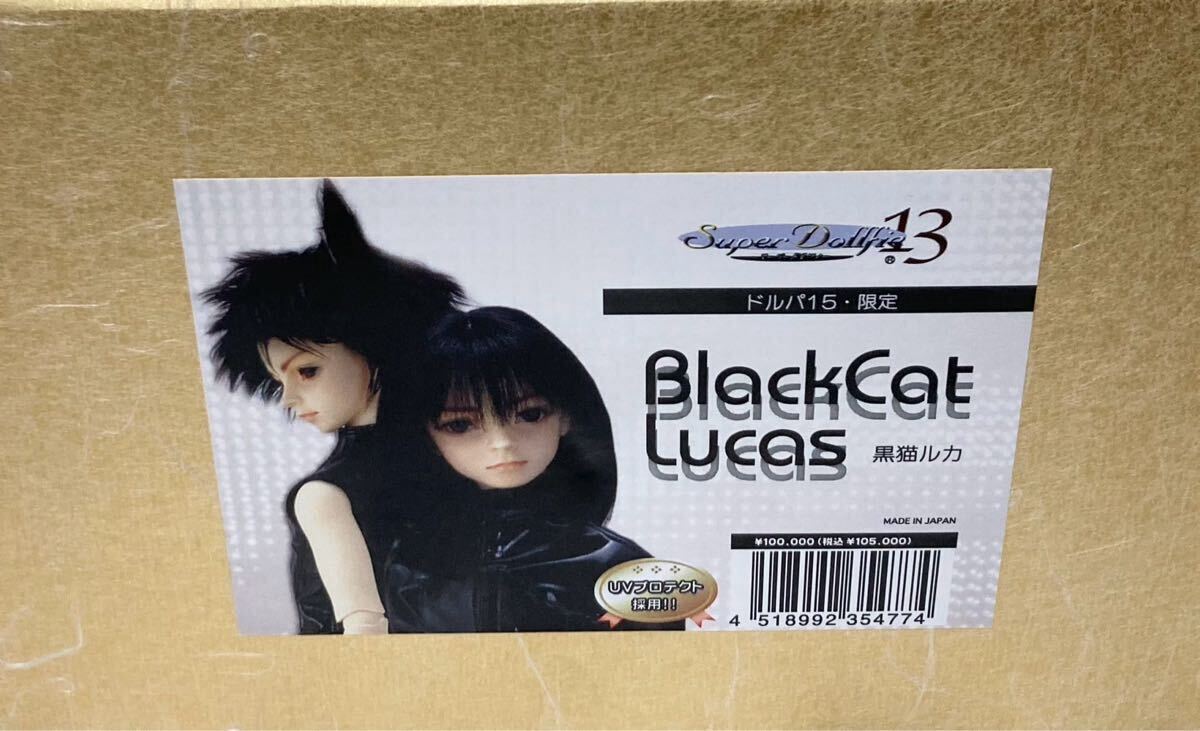 Super Dollfie 13
®
ドルパ15・限定
BlackCat
Lucas 黒猫ルカ
MADE IN JAPAN
¥100,000(税込 ¥105,000)
UVプロテクト
採用!!
4 518992 354774